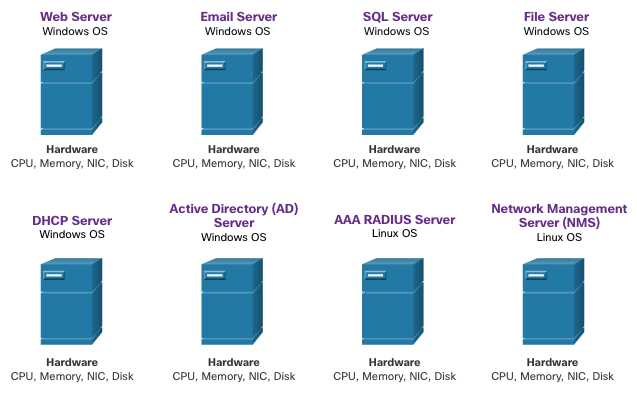 Web Server
Windows OS
Email Server
Windows OS
SQL Server
Windows OS
File Server
Windows OS
Hardware
CPU, Memory, NIC, Disk
Hardware
CPU, Memory, NIC, Disk
Hardware
CPU, Memory, NIC, Disk
Hardware
CPU, Memory, NIC, Disk
DHCP Server
Windows OS
Active Directory (AD)
Server
Windows OS
AAA RADIUS Server
Linux OS
Network Management
Server (NMS)
Linux OS
Hardware
CPU, Memory, NIC, Disk
Hardware
CPU, Memory, NIC, Disk
Hardware
CPU, Memory, NIC, Disk
Hardware
CPU, Memory, NIC, Disk